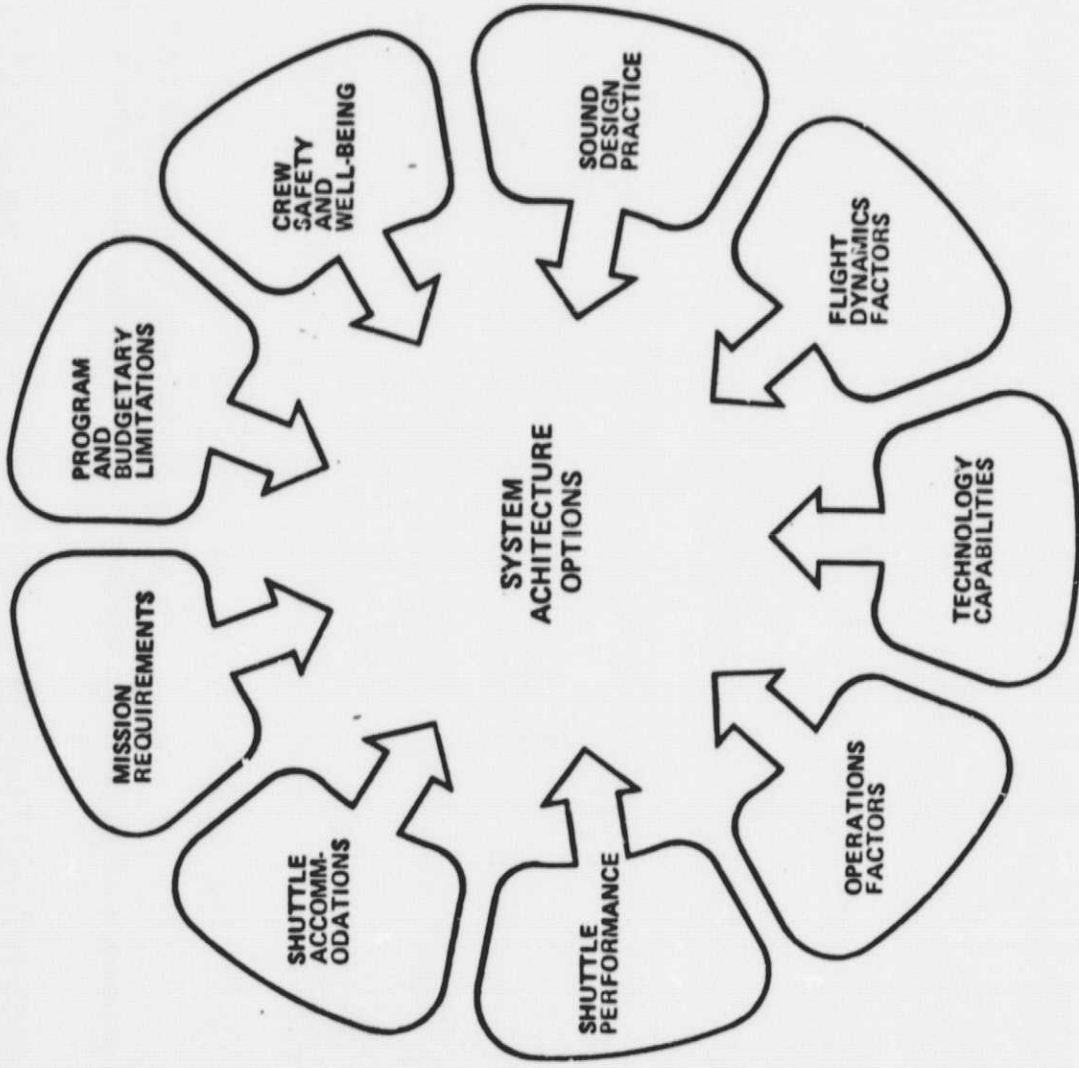 MISSION
REQUIREMENTS
PROGRAM
AND
BUDGETARY
LIMITATIONS
SHUTTLE
ACCOMM-
ODATIONS
CREW
SAFETY
AND
WELL-BEING
SYSTEM
ACHITECTURE
OPTIONS
SHUTTLE
PERFORMANCE
SOUND
DESIGN
PRACTICE
OPERATIONS
FACTORS
FLIGHT
DYNAMICS
FACTORS
TECHNOLOGY
CAPABILITIES